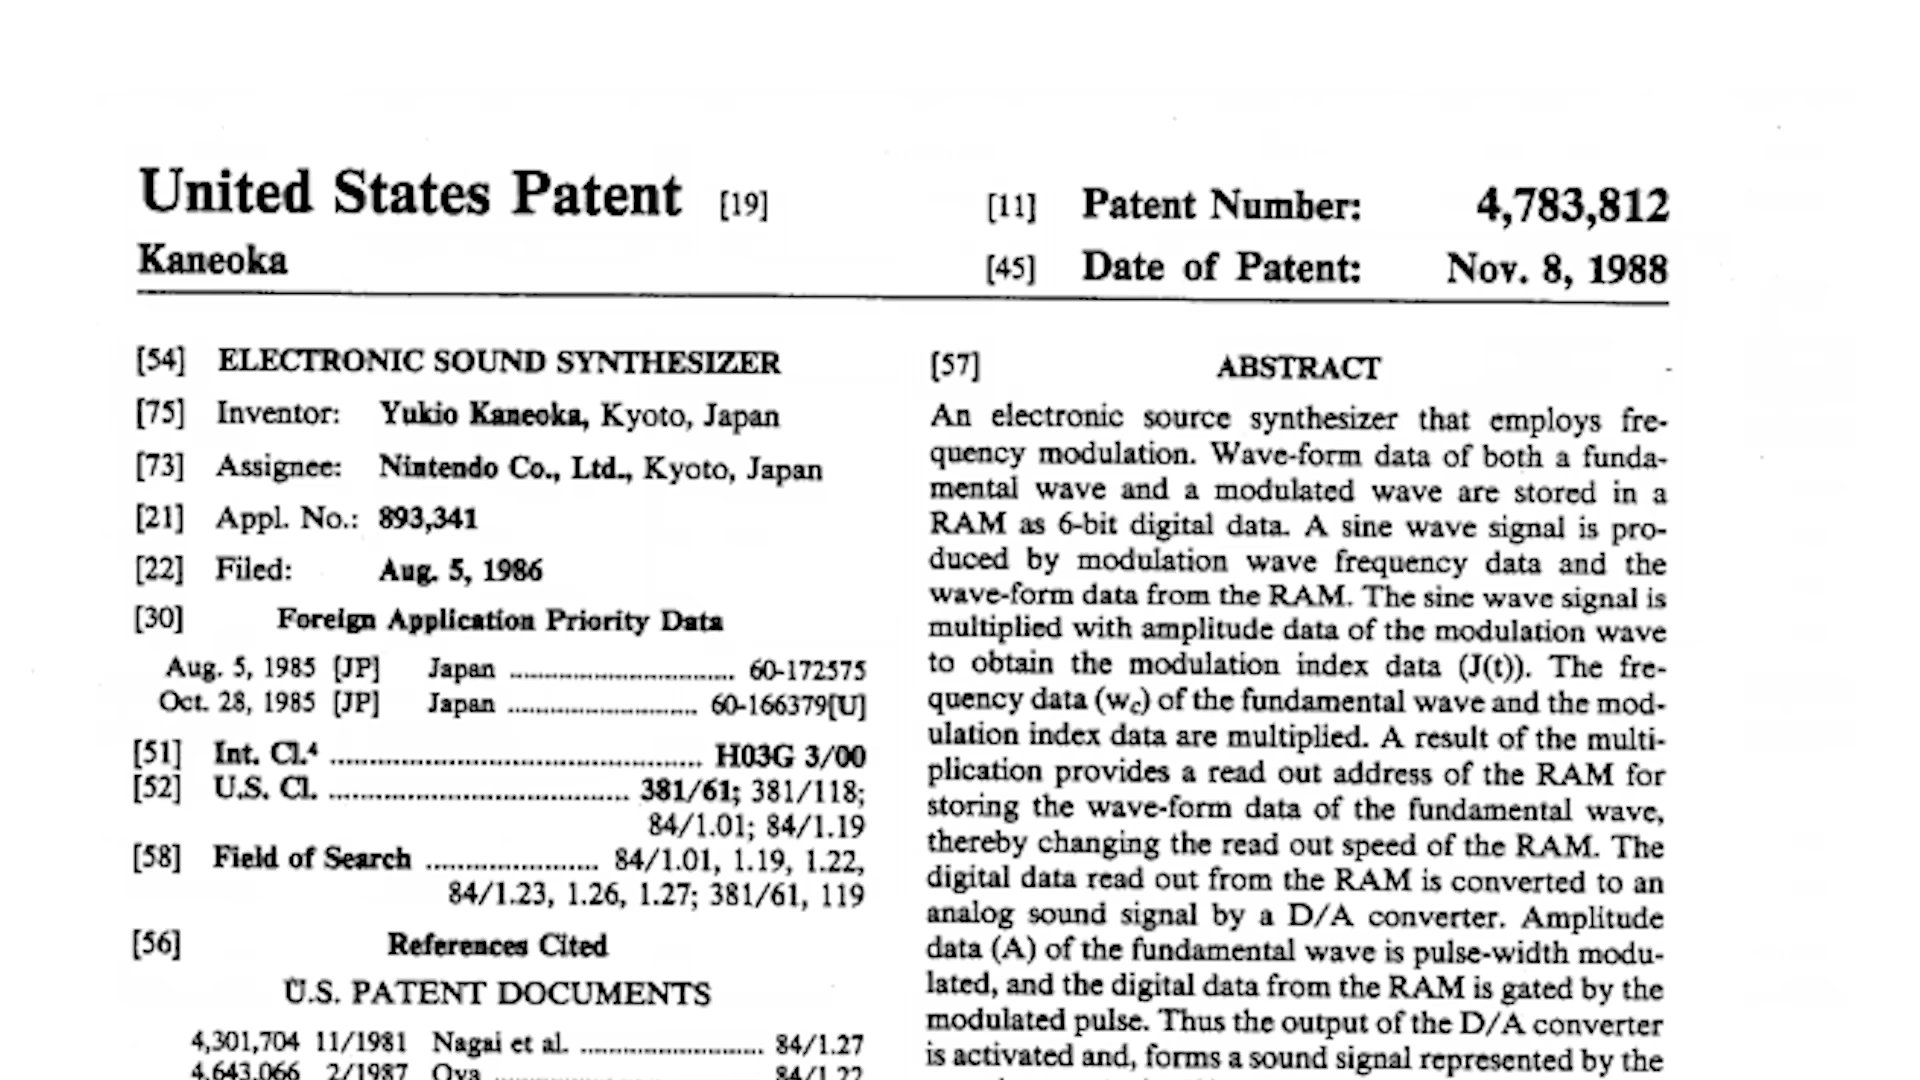 United States Patent [19]
Kaneoka
[11] Patent Number: 4,783,812
[45] Date of Patent: Nov. 8, 1988
[54] ELECTRONIC SOUND SYNTHESIZER
[75] Inventor: Yukio Kaneoka, Kyoto, Japan
[73] Assignee: Nintendo Co., Ltd., Kyoto, Japan
[21] Appl. No.: 893,341
[22] Filed: Aug. 5, 1986
[30] Foreign Application Priority Data
Aug. 5, 1985 [JP] Japan .......................... 60-172575
Oct. 28, 1985 [JP] Japan ...................... 60-166379[U]
[51] Int. Cl.⁴ .......................................... H03G 3/00
[52] U.S. Cl. .................................. 381/61; 381/118;
84/1.01; 84/1.19
[58] Field of Search ................... 84/1.01, 1.19, 1.22,
84/1.23, 1.26, 1.27; 381/61, 119
[56] References Cited
U.S. PATENT DOCUMENTS
4,301,704 11/1981 Nagai et al. ..................... 84/1.27
4,643,066 2/1987 Oya ............................... 84/1.22
[57] ABSTRACT
An electronic source synthesizer that employs fre-
quency modulation. Wave-form data of both a funda-
mental wave and a modulated wave are stored in a
RAM as 6-bit digital data. A sine wave signal is pro-
duced by modulation wave frequency data and the
wave-form data from the RAM. The sine wave signal is
multiplied with amplitude data of the modulation wave
to obtain the modulation index data (J(t)). The fre-
quency data (wc) of the fundamental wave and the mod-
ulation index data are multiplied. A result of the multi-
plication provides a read out address of the RAM for
storing the wave-form data of the fundamental wave,
thereby changing the read out speed of the RAM. The
digital data read out from the RAM is converted to an
analog sound signal by a D/A converter. Amplitude
data (A) of the fundamental wave is pulse-width modu-
lated, and the digital data from the RAM is gated by the
modulated pulse. Thus the output of the D/A converter
is activated and, forms a sound signal represented by the